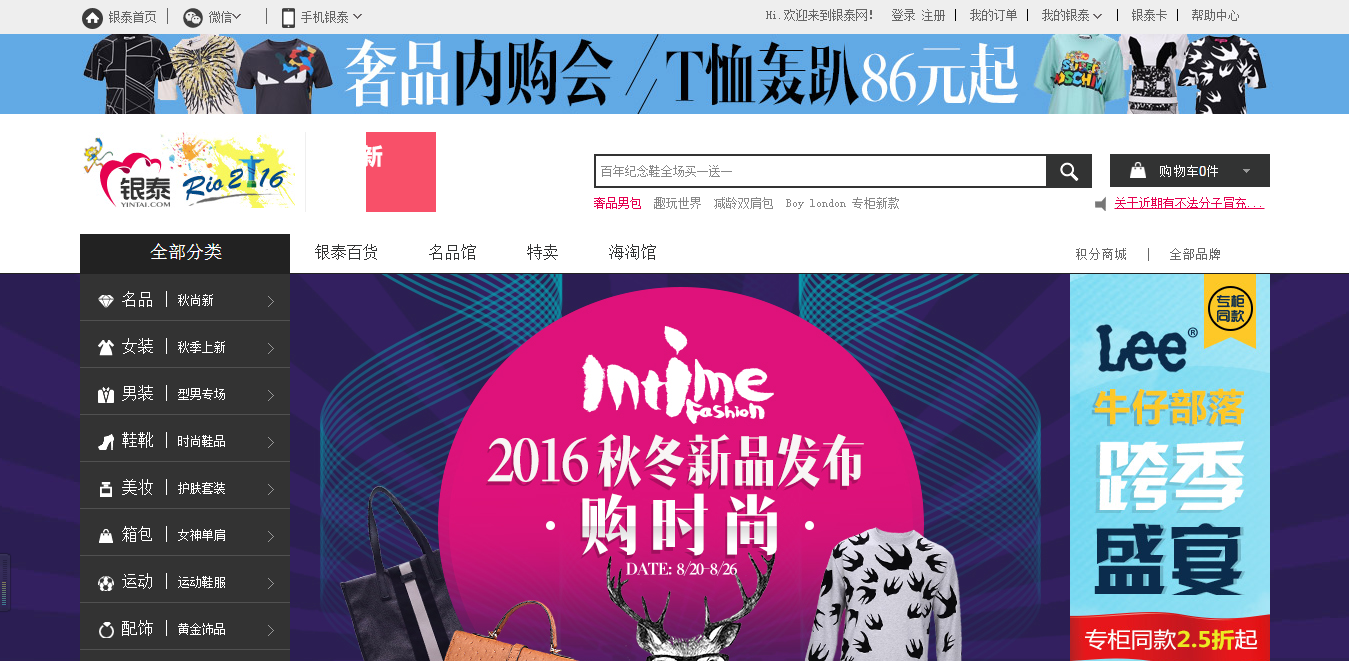 银泰首页 微信 手机银泰 Hi.欢迎来到银泰网! 登录 注册 我的订单 我的银泰 银泰卡 帮助中心
奢品内购会 T恤轰趴86元起
银泰
YINTAI.COM
Rio 2016
新
百年纪念鞋全场买一送一
购物车0件
奢品男包 趣玩世界 减龄双肩包 Boy london 专柜新款
关于近期有不法分子冒充...
全部分类 银泰百货 名品馆 特卖 海淘馆 积分商城 全部品牌
名品 秋尚新
女装 秋季上新
男装 型男专场
鞋靴 时尚鞋品
美妆 护肤套装
箱包 女神单肩
运动 运动鞋服
配饰 黄金饰品
Intime
Fashion
2016秋冬新品发布
·购时尚·
DATE: 8/20-8/26
专柜
同款
Lee®
牛仔部落
跨季
盛宴
专柜同款2.5折起